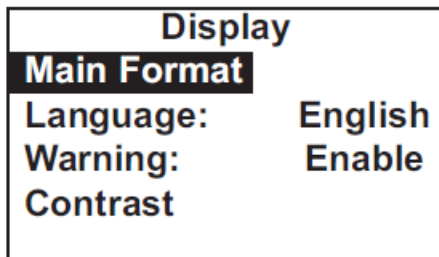 Display
Main Format
Language: English
Warning: Enable
Contrast